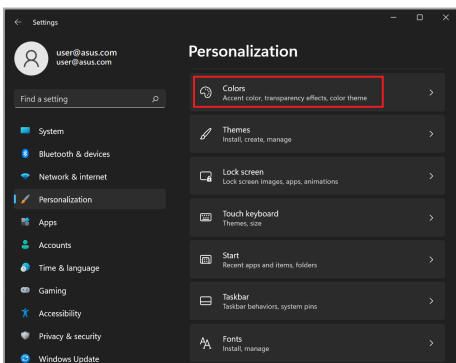 Settings
user@asus.com
user@asus.com
Find a setting
System
Bluetooth & devices
Network & internet
Personalization
Apps
Accounts
Time & language
Gaming
Accessibility
Privacy & security
Windows Update
Personalization
Colors
Accent color, transparency effects, color theme
Themes
Install, create, manage
Lock screen
Lock screen images, apps, animations
Touch keyboard
Themes, size
Start
Recent apps and items, folders
Taskbar
Taskbar behaviors, system pins
Fonts
Install, manage